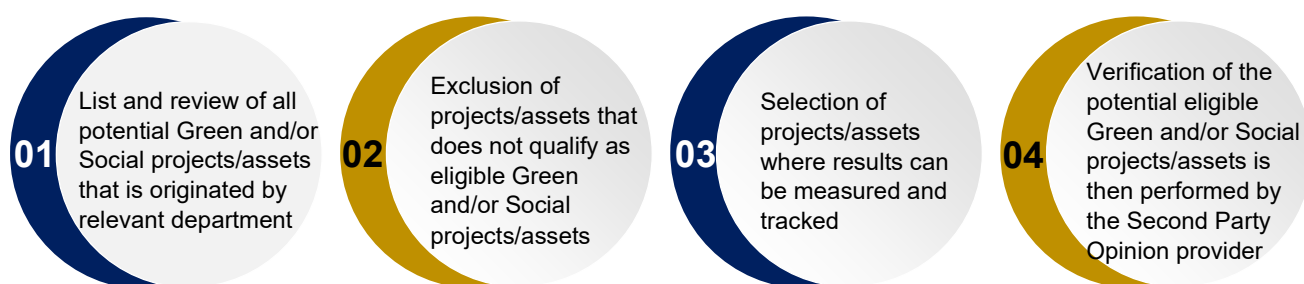 01
List and review of all
potential Green and/or
Social projects/assets
that is originated by
relevant department
02
Exclusion of
projects/assets that
does not qualify as
eligible Green
and/or Social
projects/assets
03
Selection of
projects/assets
where results can
be measured and
tracked
04
Verification of the
potential eligible
Green and/or Social
projects/assets is
then performed by
the Second Party
Opinion provider